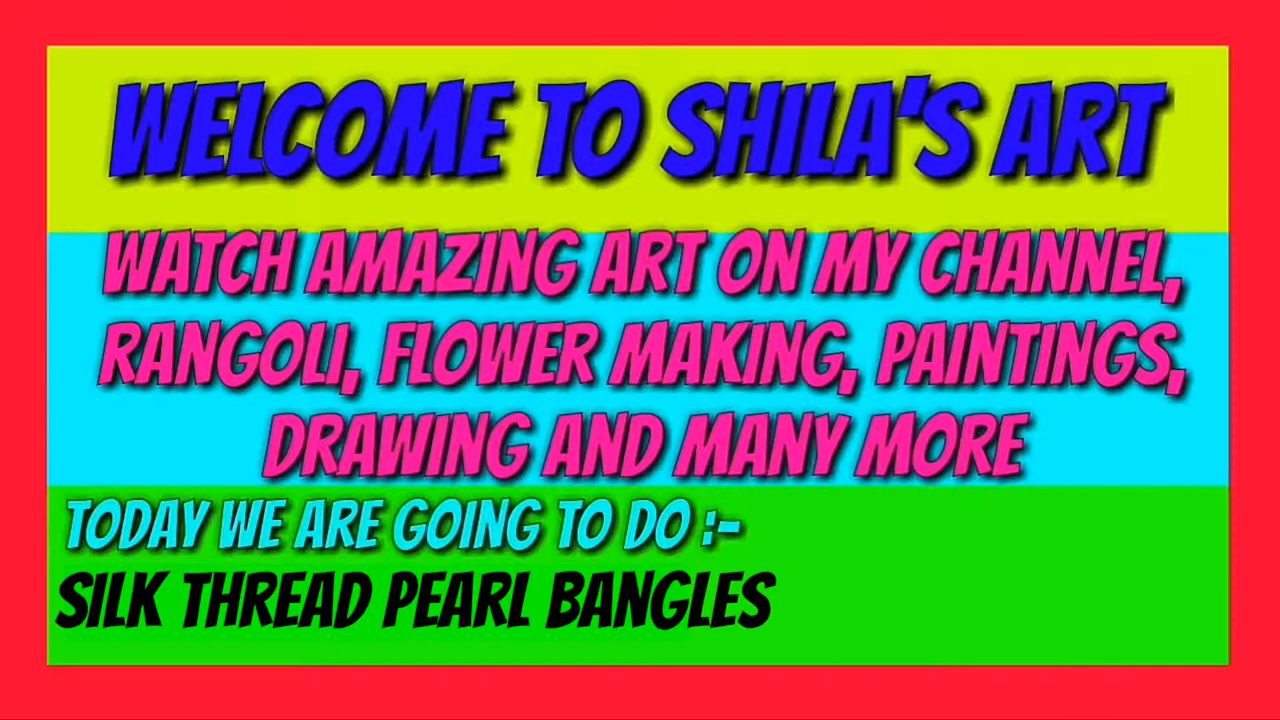 WELCOME TO SHILA'S ART
WATCH AMAZING ART ON MY CHANNEL,
RANGOLI, FLOWER MAKING, PAINTINGS,
DRAWING AND MANY MORE
TODAY WE ARE GOING TO DO :-
SILK THREAD PEARL BANGLES